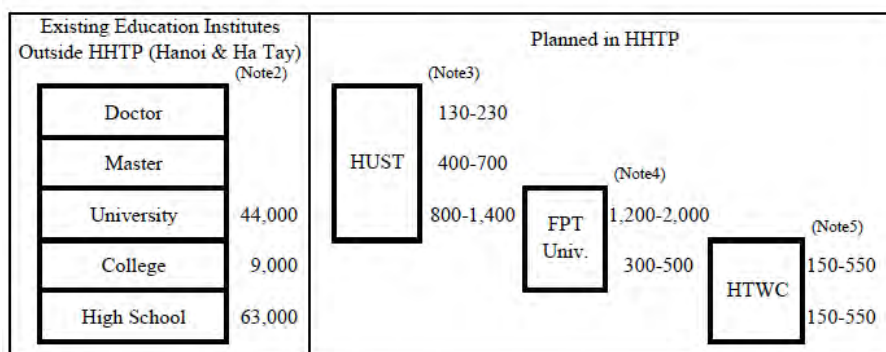 Existing Education Institutes
Outside HHTP (Hanoi & Ha Tay)
(Note2)
Planned in HHTP
(Note3)
Doctor
130-230
Master
HUST
400-700
(Note4)
University
44,000
800-1,400
FPT
Univ.
1,200-2,000
(Note5)
College
9,000
300-500
HTWC
150-550
High School
63,000
150-550